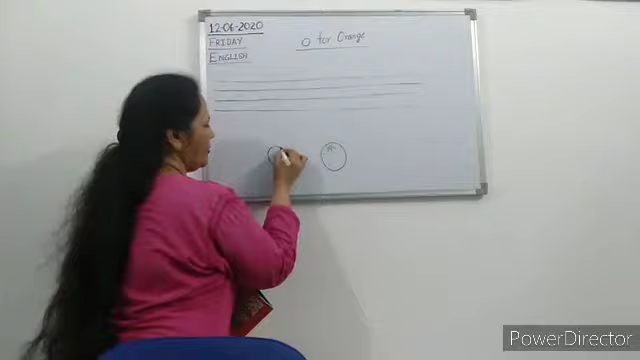 12-06-2020
FRIDAY
ENGLISH
o for Orange
PowerDirector